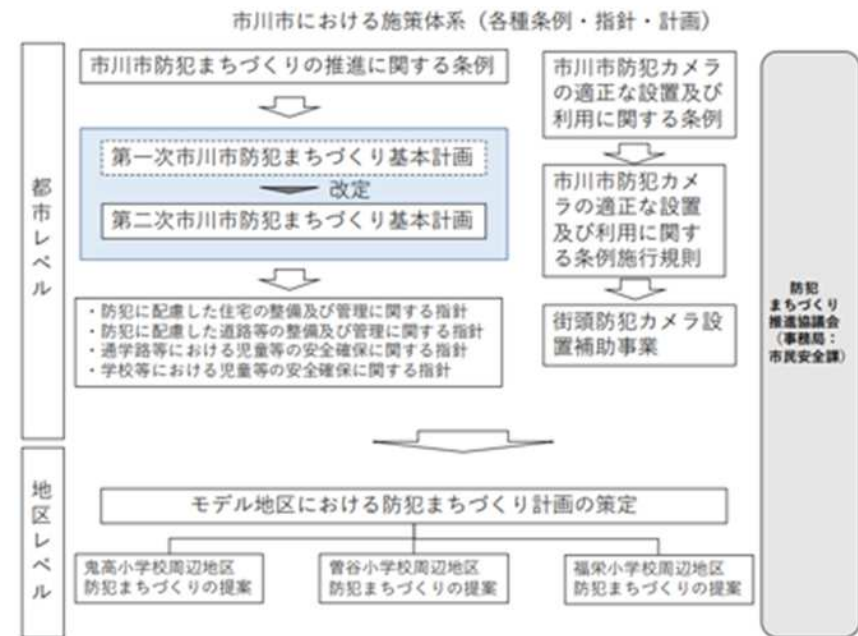 市川市における施策体系（各種条例・指針・計画）
都市レベル
市川市防犯まちづくりの推進に関する条例
第一次市川市防犯まちづくり基本計画
改定
第二次市川市防犯まちづくり基本計画
・防犯に配慮した住宅の整備及び管理に関する指針
・防犯に配慮した道路等の整備及び管理に関する指針
・通学路等における児童等の安全確保に関する指針
・学校等における児童等の安全確保に関する指針
市川市防犯カメラ
の適正な設置及び
利用に関する条例
市川市防犯カメ
ラの適正な設置
及び利用に関す
る条例施行規則
街頭防犯カメラ設
置補助事業
防犯
まちづくり
推進協議会
（事務局：
市民安全課）
地区レベル
モデル地区における防犯まちづくり計画の策定
鬼高小学校周辺地区
防犯まちづくりの提案
曽谷小学校周辺地区
防犯まちづくりの提案
福栄小学校周辺地区
防犯まちづくりの提案